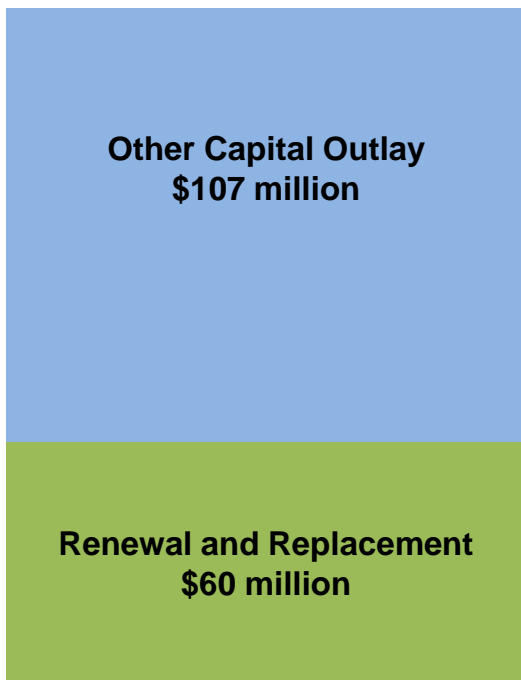 Other Capital Outlay
$107 million
Renewal and Replacement
$60 million